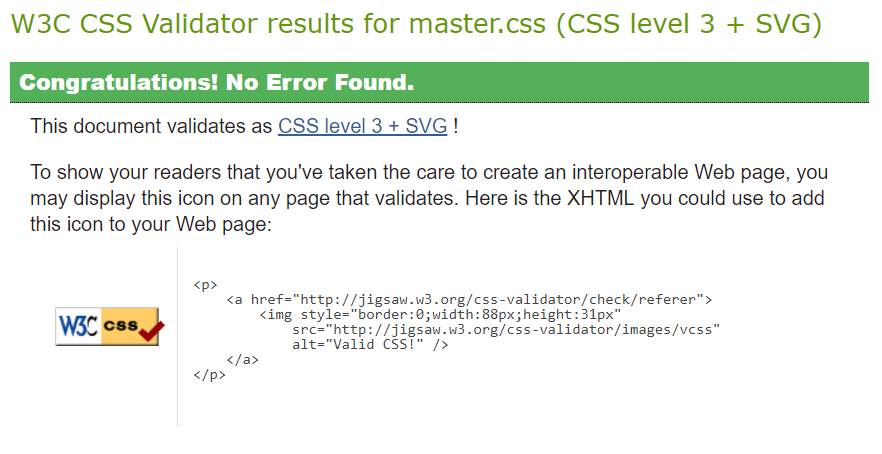 W3C CSS Validator results for master.css (CSS level 3 + SVG)
Congratulations! No Error Found.
This document validates as CSS level 3 + SVG !
To show your readers that you've taken the care to create an interoperable Web page, you
may display this icon on any page that validates. Here is the XHTML you could use to add
this icon to your Web page:
W3C css
<p>
    <a href="http://jigsaw.w3.org/css-validator/check/referer">
        <img style="border:0;width:88px;height:31px"
            src="http://jigsaw.w3.org/css-validator/images/vcss"
            alt="Valid CSS!" />
    </a>
</p>